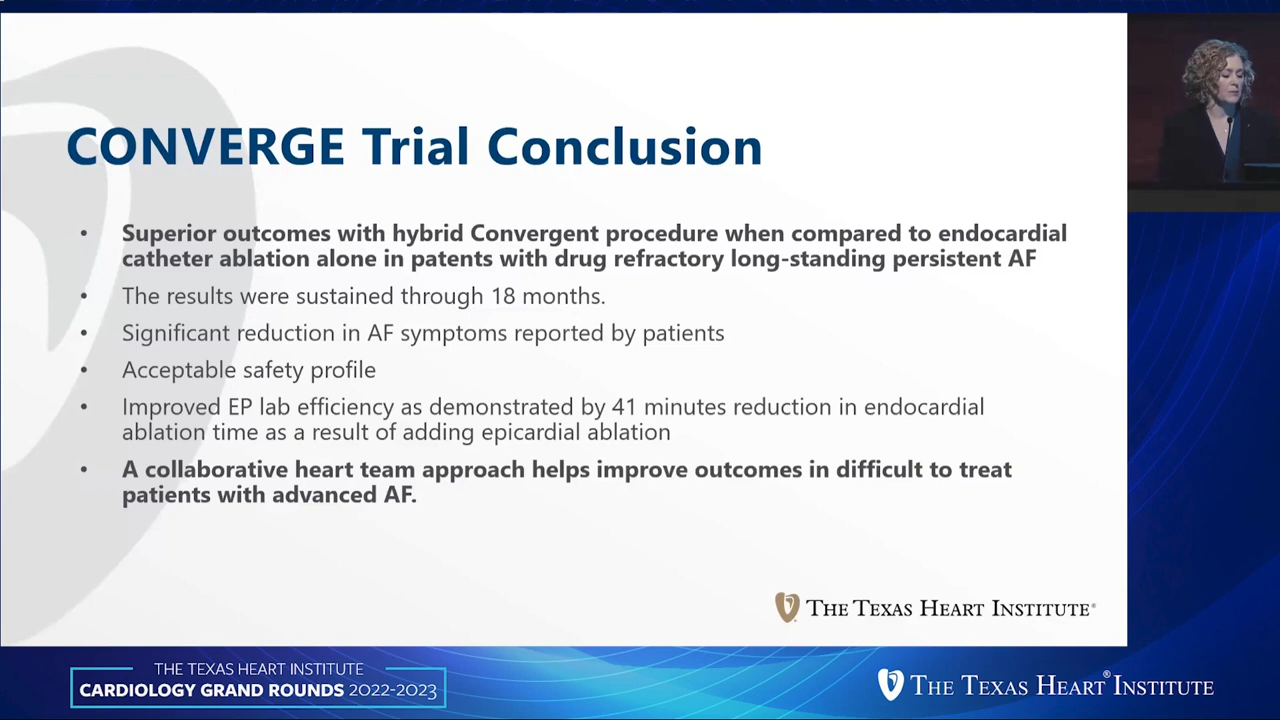 CONVERGE Trial Conclusion
• Superior outcomes with hybrid Convergent procedure when compared to endocardial
catheter ablation alone in patents with drug refractory long-standing persistent AF
• The results were sustained through 18 months.
• Significant reduction in AF symptoms reported by patients
• Acceptable safety profile
• Improved EP lab efficiency as demonstrated by 41 minutes reduction in endocardial
ablation time as a result of adding epicardial ablation
• A collaborative heart team approach helps improve outcomes in difficult to treat
patients with advanced AF.
THE TEXAS HEART INSTITUTE®
THE TEXAS HEART INSTITUTE
CARDIOLOGY GRAND ROUNDS 2022-2023
THE TEXAS HEART® INSTITUTE